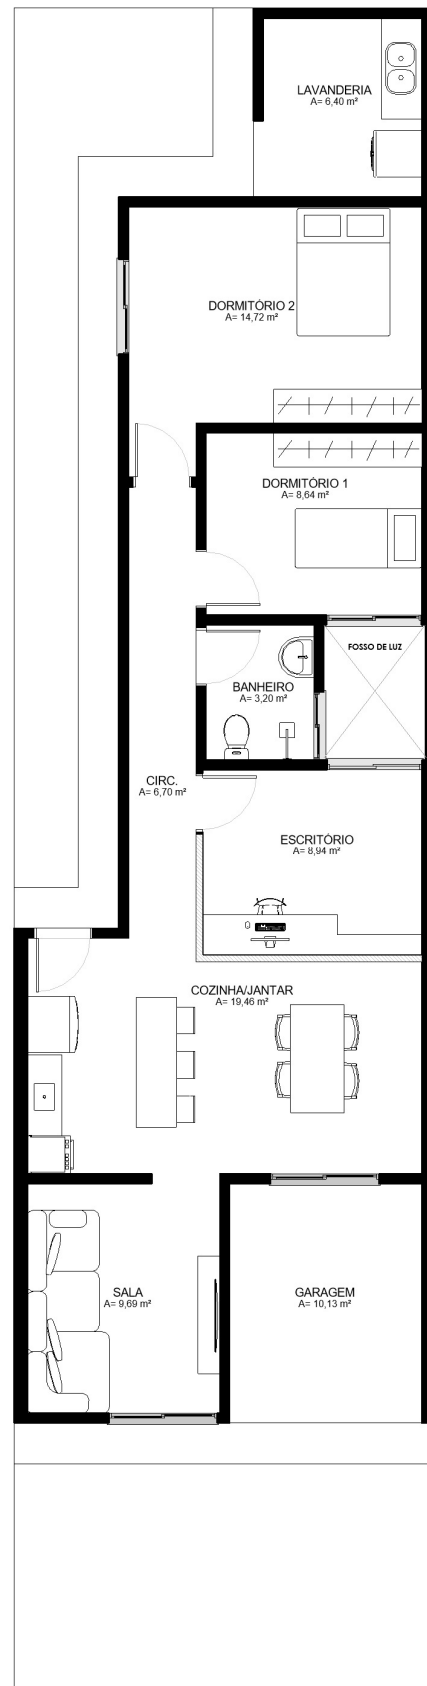 LAVANDERIA
A= 6,40 m²
DORMITÓRIO 2
A= 14,72 m²
DORMITÓRIO 1
A= 8,64 m²
FOSSO DE LUZ
BANHEIRO
A= 3,20 m²
CIRC.
A= 6,70 m²
ESCRITÓRIO
A= 8,94 m²
COZINHA/JANTAR
A= 19,46 m²
SALA
A= 9,69 m²
GARAGEM
A= 10,13 m²